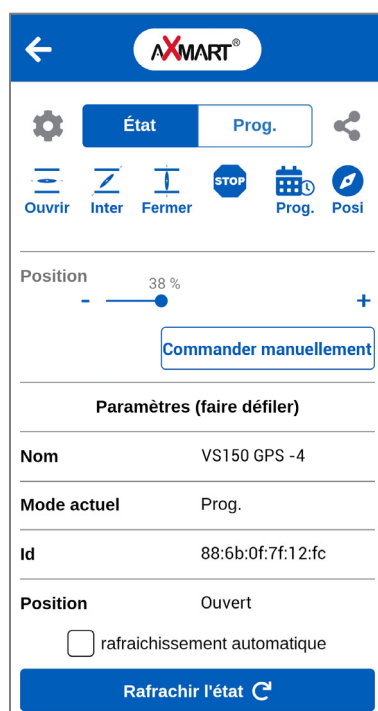 AXMART®
État Prog.
STOP
Ouvrir Inter Fermer Prog. Posi
Position
38 %
- +
Commander manuellement
Paramètres (faire défiler)
Nom VS150 GPS -4
Mode actuel Prog.
Id 88:6b:0f:7f:12:fc
Position Ouvert
rafraichissement automatique
Rafrachir l'état